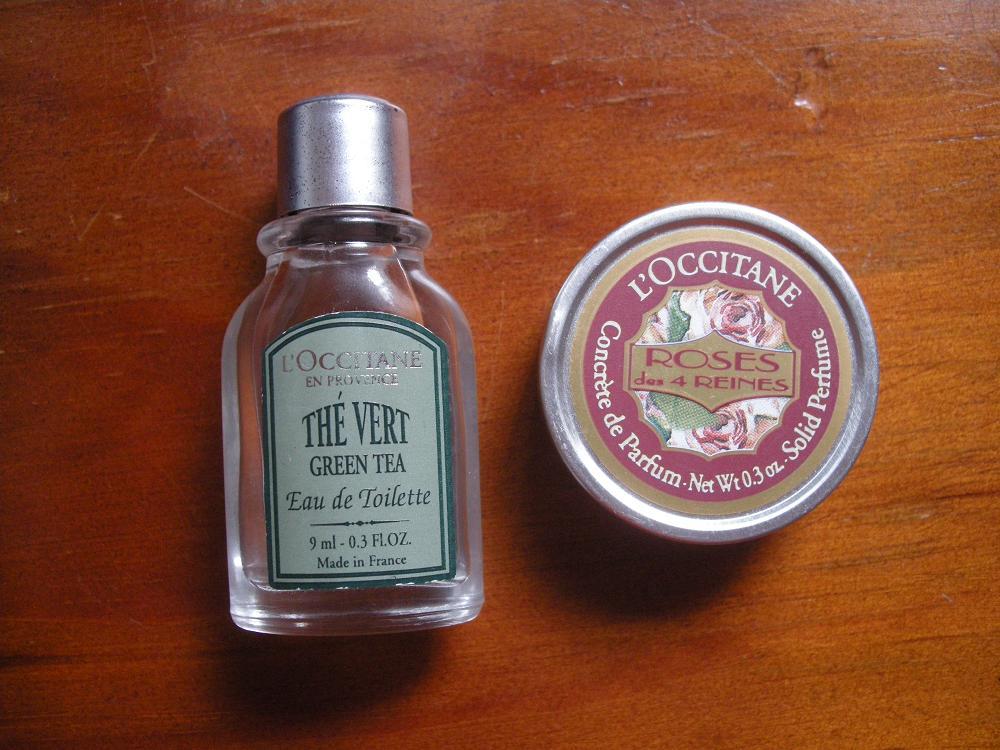 L'OCCITANE
EN PROVENCE
THÉ VERT
GREEN TEA
Eau de Toilette
9 ml - 0.3 Fl.OZ.
Made in France
L'OCCITANE
ROSES
des 4 REINES
Concrète de Parfum - Net Wt 0.3 oz. - Solid Perfume